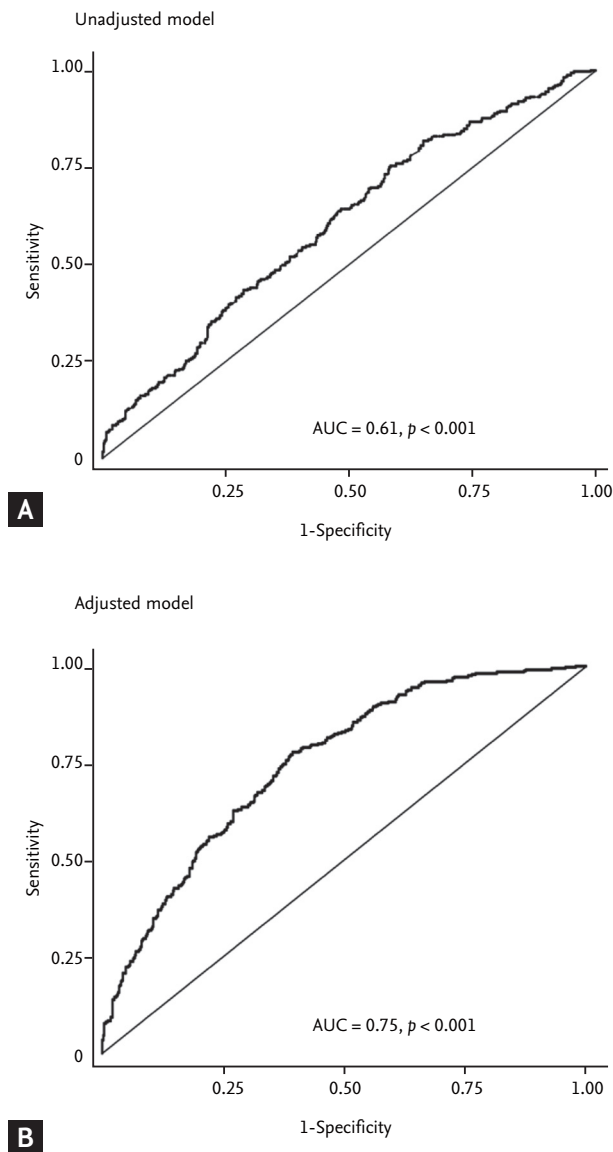 Unadjusted model
1.00
0.75
0.50
0.25
0
Sensitivity
AUC = 0.61, p < 0.001
0.25 0.50 0.75 1.00
1-Specificity
A
Adjusted model
1.00
0.75
0.50
0.25
0
Sensitivity
AUC = 0.75, p < 0.001
0.25 0.50 0.75 1.00
1-Specificity
B